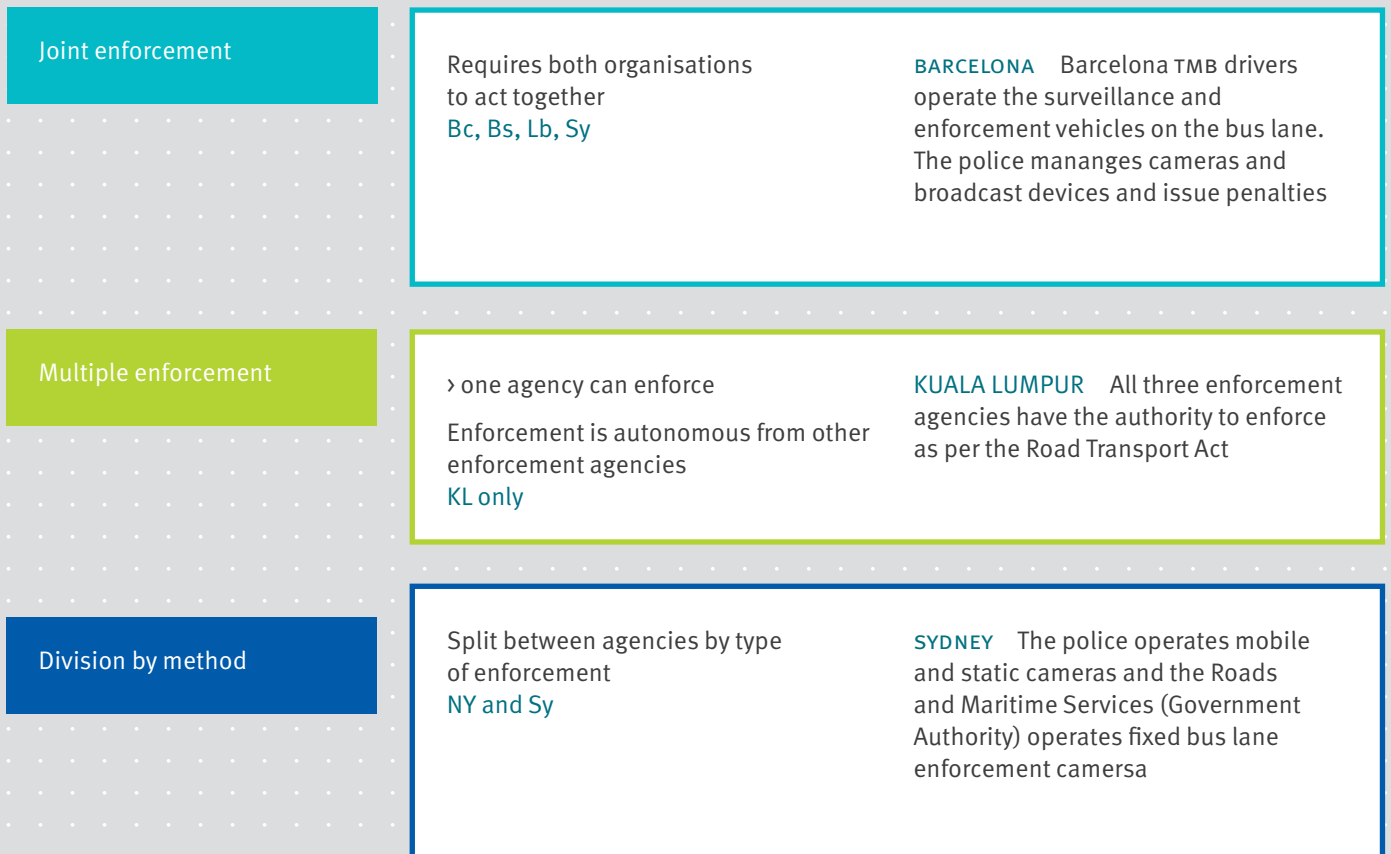 Joint enforcement
Requires both organisations
to act together
Bc, Bs, Lb, Sy
BARCELONA Barcelona TMB drivers
operate the surveillance and
enforcement vehicles on the bus lane.
The police mananges cameras and
broadcast devices and issue penalties
Multiple enforcement
> one agency can enforce
Enforcement is autonomous from other
enforcement agencies
KL only
KUALA LUMPUR All three enforcement
agencies have the authority to enforce
as per the Road Transport Act
Division by method
Split between agencies by type
of enforcement
NY and Sy
SYDNEY The police operates mobile
and static cameras and the Roads
and Maritime Services (Government
Authority) operates fixed bus lane
enforcement camersa